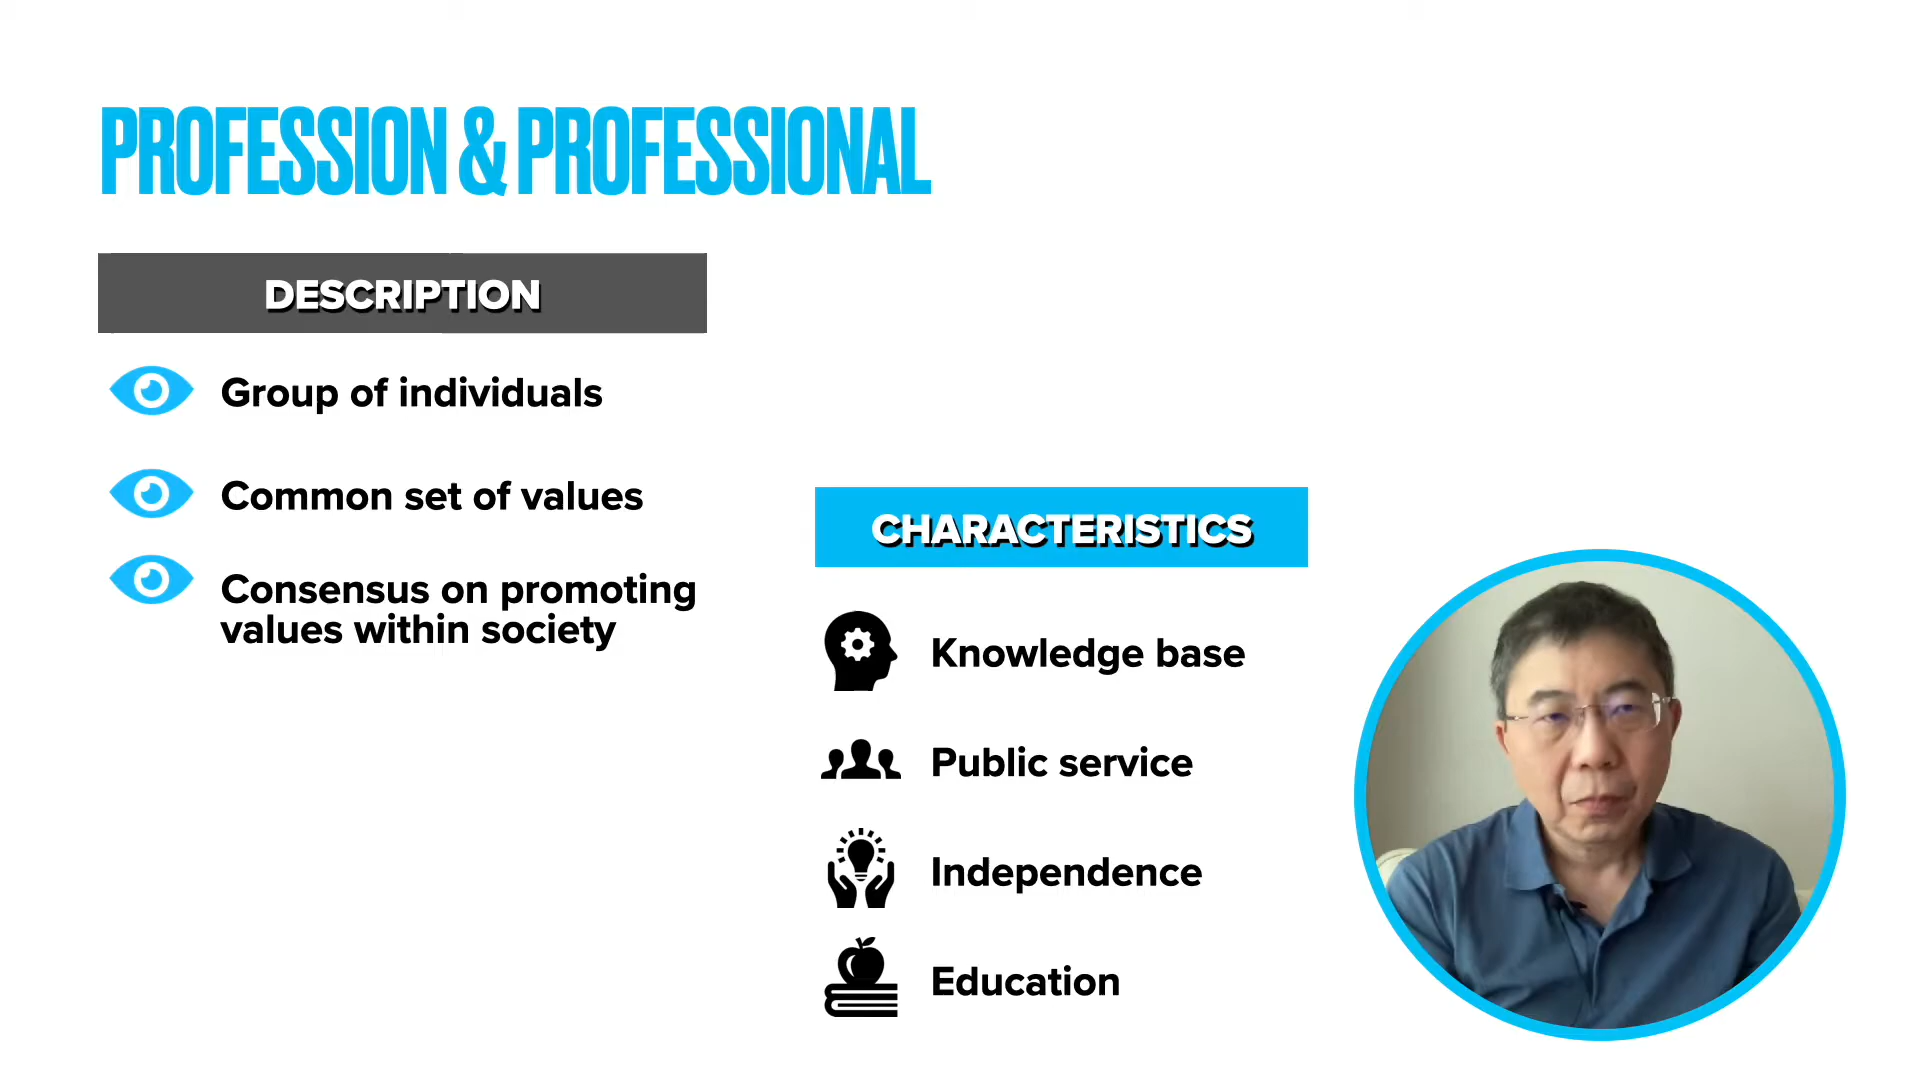 PROFESSION & PROFESSIONAL
DESCRIPTION
Group of individuals
Common set of values
Consensus on promoting
values within society
CHARACTERISTICS
Knowledge base
Public service
Independence
Education